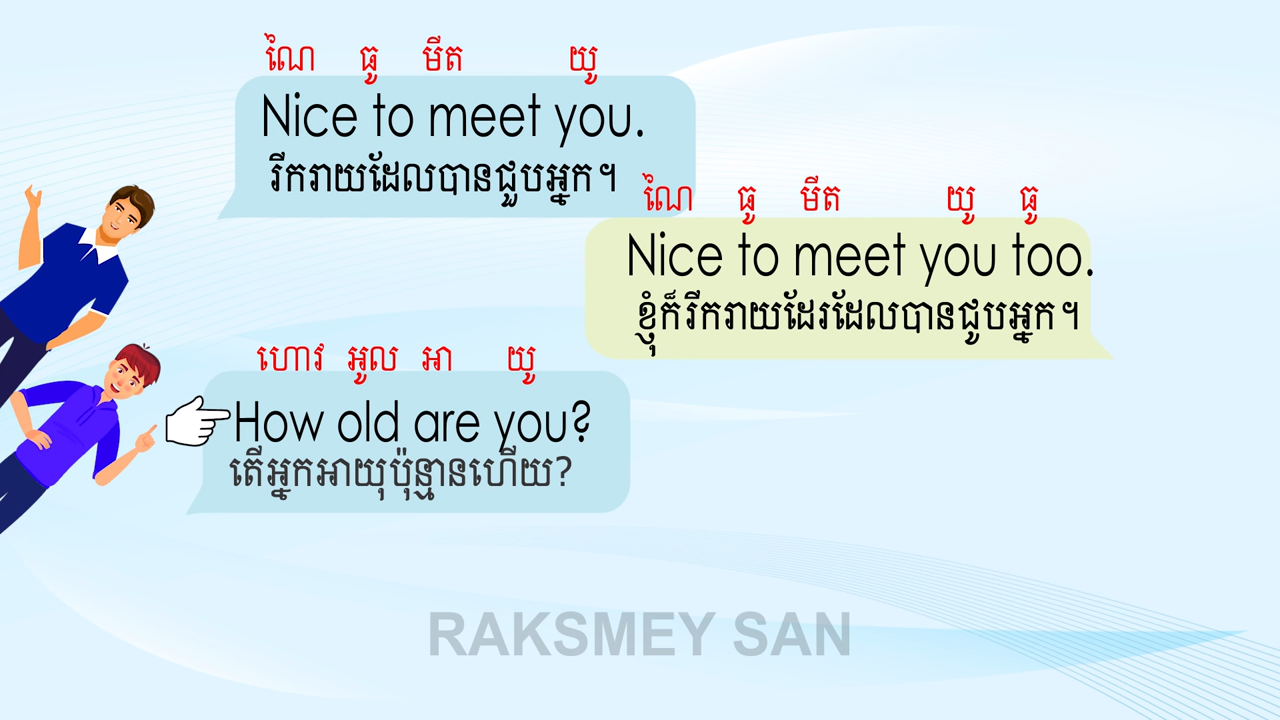 ណៃ ធូ មីត យូ
Nice to meet you.
រីករាយដែលបានជួបអ្នក។
ណៃ ធូ មីត យូ ធូ
Nice to meet you too.
ខ្ញុំក៏រីករាយដែរដែលបានជូបអ្នក។
ហោវ អូល អា យូ
How old are you?
តើអ្នកអាយុប៉ុន្មានហើយ?
RAKSMEY SAN